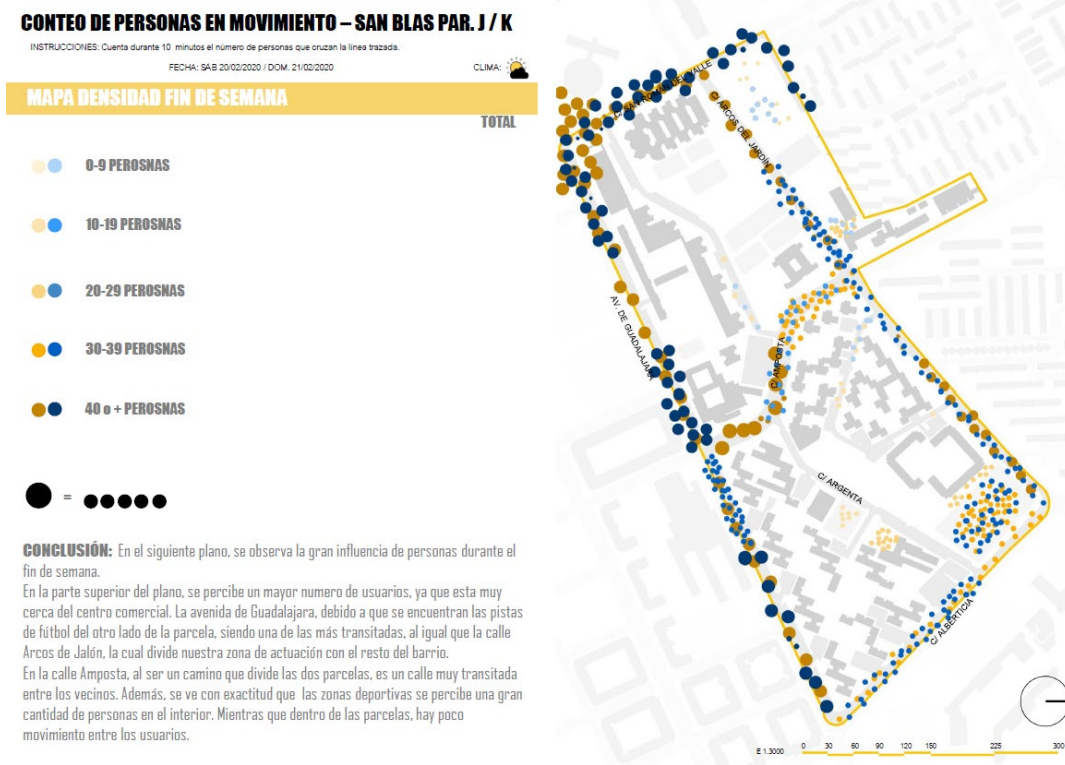 CONTEO DE PERSONAS EN MOVIMIENTO – SAN BLAS PAR. J / K
INSTRUCCIONES: Cuenta durante 10 minutos el número de personas que cruzan la línea trazada.
FECHA: SAB 20/02/2020 / DOM. 21/02/2020
CLIMA:
MAPA DENSIDAD FIN DE SEMANA
TOTAL
0-9 PEROSNAS
10-19 PEROSNAS
20-29 PEROSNAS
30-39 PEROSNAS
40 o + PEROSNAS
=
CONCLUSIÓN: En el siguiente plano, se observa la gran influencia de personas durante el
fin de semana.
En la parte superior del plano, se percibe un mayor numero de usuarios, ya que esta muy
cerca del centro comercial. La avenida de Guadalajara, debido a que se encuentran las pistas
de fútbol del otro lado de la parcela, siendo una de las más transitadas, al igual que la calle
Arcos de Jalón, la cual divide nuestra zona de actuación con el resto del barrio.
En la calle Amposta, al ser un camino que divide las dos parcelas, es un calle muy transitada
entre los vecinos. Además, se ve con exactitud que las zonas deportivas se percibe una gran
cantidad de personas en el interior. Mientras que dentro de las parcelas, hay poco
movimiento entre los usuarios.
SAN ROMAN DEL VALLE
C/ ARCOS DEL JARDÍN
AV. DE GUADALAJARA
C/ AMPOSTA
C/ ARGENTA
C/ ALBERTICIA
E 1.3000 0 30 60 90 120 150 225 300